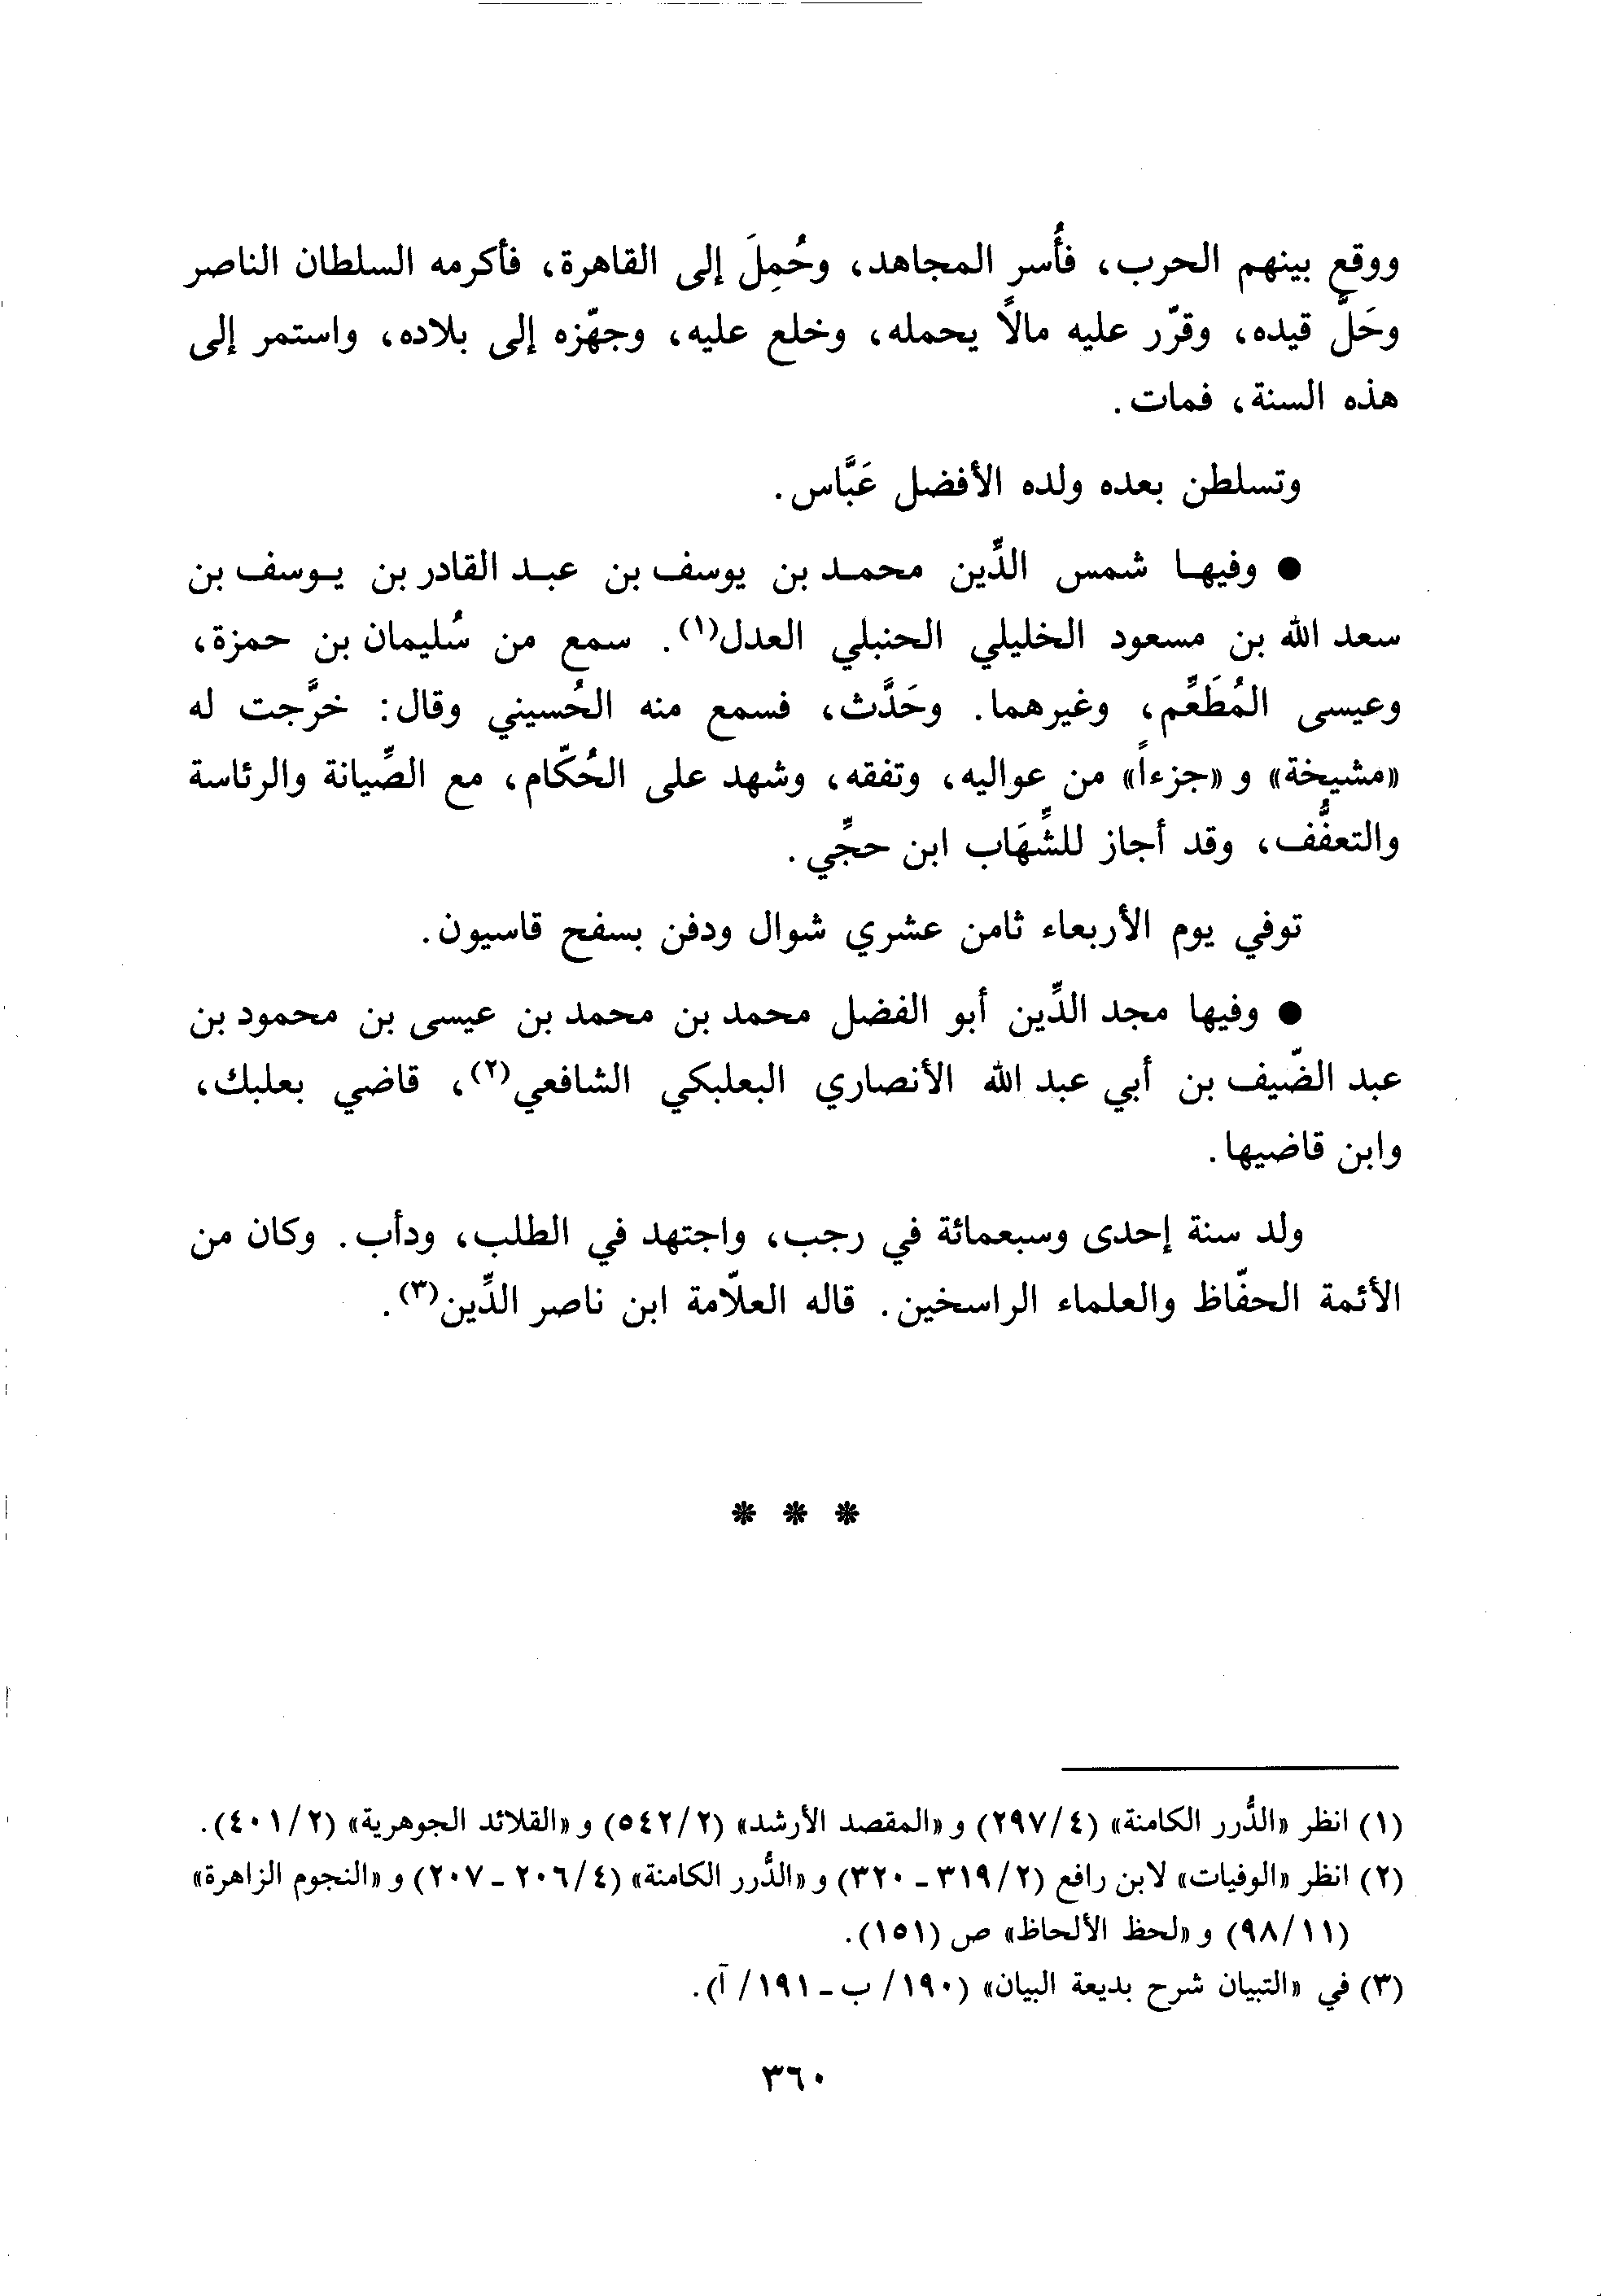 ووقع بينهم الحرب، فأُسر المجاهد، وحُمِلَ إلى القاهرة، فأكرمه السلطان الناصر
وحَلَّ قيده، وقرّر عليه مالاً يحمله، وخلع عليه، وجهّزه إلى بلاده، واستمر إلى
هذه السنة، فمات.
وتسلطن بعده ولده الأفضل عَبَّاس.
● وفيها شمس الدِّين محمد بن يوسف بن عبد القادر بن يوسف بن
سعد الله بن مسعود الخليلي الحنبلي العدل(١). سمع من سُليمان بن حمزة،
وعيسى المُطَعِّم، وغيرهما. وحَدَّث، فسمع منه الحُسيني وقال: خرَّجت له
«مشيخة» و«جزءاً» من عواليه، وتفقه، وشهد على الحُكّام، مع الصِّيانة والرئاسة
والتعفُّف، وقد أجاز للشِّهَاب ابن حجِّي.
توفي يوم الأربعاء ثامن عشري شوال ودفن بسفح قاسيون.
● وفيها مجد الدِّين أبو الفضل محمد بن محمد بن عيسى بن محمود بن
عبد الضّيف بن أبي عبد الله الأنصاري البعلبكي الشافعي(٢)، قاضي بعلبك،
وابن قاضيها.
ولد سنة إحدى وسبعمائة في رجب، واجتهد في الطلب، ودأب. وكان من
الأئمة الحفّاظ والعلماء الراسخين. قاله العلاّمة ابن ناصر الدِّين(٣).
* * *
(١) انظر «الدُّرر الكامنة» (٤/٢٩٧) و«المقصد الأرشد» (٢/٥٤٢) و«القلائد الجوهرية» (٢/٤٠١).
(٢) انظر «الوفيات» لابن رافع (٢/٣١٩ - ٣٢٠) و«الدُّرر الكامنة» (٤/٢٠٦ - ٢٠٧) و«النجوم الزاهرة»
(١١/٩٨) و«لحظ الألحاظ» ص (١٥١).
(٣) في «التبيان شرح بديعة البيان» (١٩٠/ ب - ١٩١/ آ).
٣٦٠